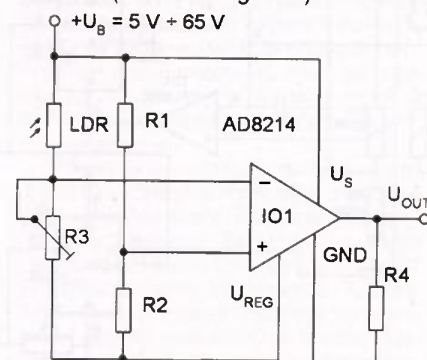 +U_B = 5 V ÷ 65 V
LDR
R1
AD8214
U_S
−
IO1
U_OUT
R3
+
GND
R4
R2
U_REG